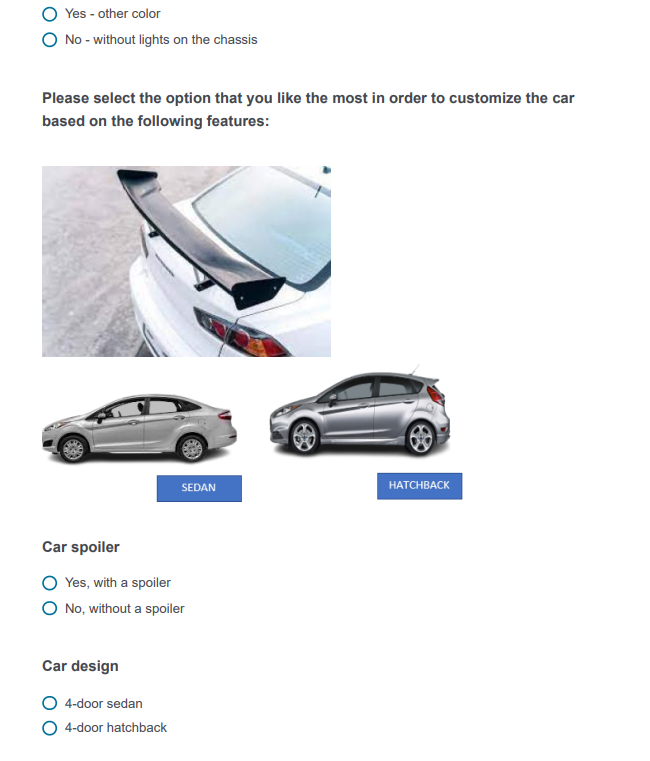 Yes - other color
No - without lights on the chassis
Please select the option that you like the most in order to customize the car
based on the following features:
SEDAN
HATCHBACK
Car spoiler
Yes, with a spoiler
No, without a spoiler
Car design
4-door sedan
4-door hatchback